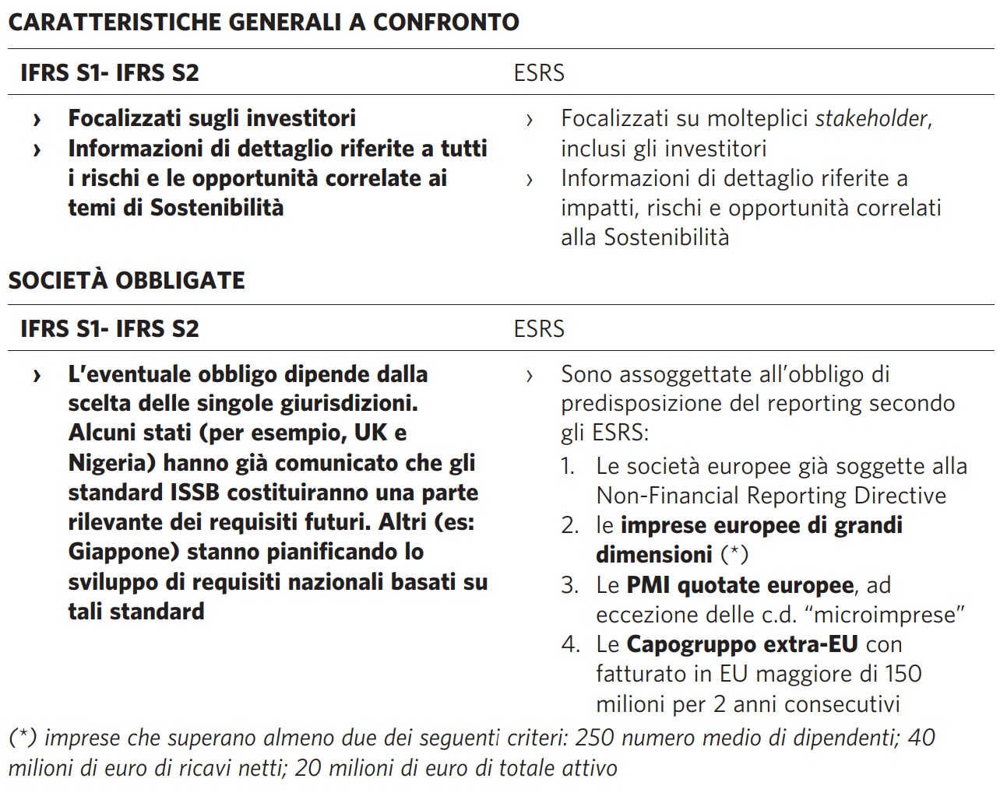 CARATTERISTICHE GENERALI A CONFRONTO
IFRS S1- IFRS S2
› Focalizzati sugli investitori
› Informazioni di dettaglio riferite a tutti
i rischi e le opportunità correlate ai
temi di Sostenibilità
ESRS
› Focalizzati su molteplici stakeholder,
inclusi gli investitori
› Informazioni di dettaglio riferite a
impatti, rischi e opportunità correlati
alla Sostenibilità
SOCIETÀ OBBLIGATE
IFRS S1- IFRS S2
› L'eventuale obbligo dipende dalla
scelta delle singole giurisdizioni.
Alcuni stati (per esempio, UK e
Nigeria) hanno già comunicato che gli
standard ISSB costituiranno una parte
rilevante dei requisiti futuri. Altri (es:
Giappone) stanno pianificando lo
sviluppo di requisiti nazionali basati su
tali standard
ESRS
› Sono assoggettate all'obbligo di
predisposizione del reporting secondo
gli ESRS:
1. Le società europee già soggette alla
Non-Financial Reporting Directive
2. le imprese europee di grandi
dimensioni (*)
3. Le PMI quotate europee, ad
eccezione delle c.d. “microimprese”
4. Le Capogruppo extra-EU con
fatturato in EU maggiore di 150
milioni per 2 anni consecutivi
(*) imprese che superano almeno due dei seguenti criteri: 250 numero medio di dipendenti; 40
milioni di euro di ricavi netti; 20 milioni di euro di totale attivo